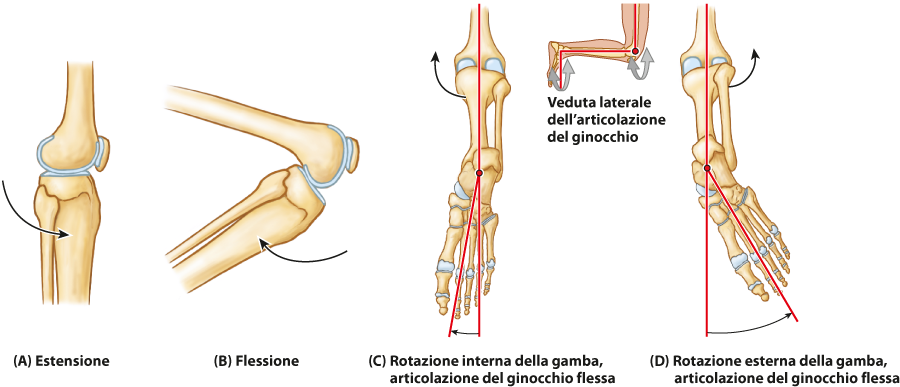 Veduta laterale
dell’articolazione
del ginocchio
(A) Estensione
(B) Flessione
(C) Rotazione interna della gamba,
articolazione del ginocchio flessa
(D) Rotazione esterna della gamba,
articolazione del ginocchio flessa